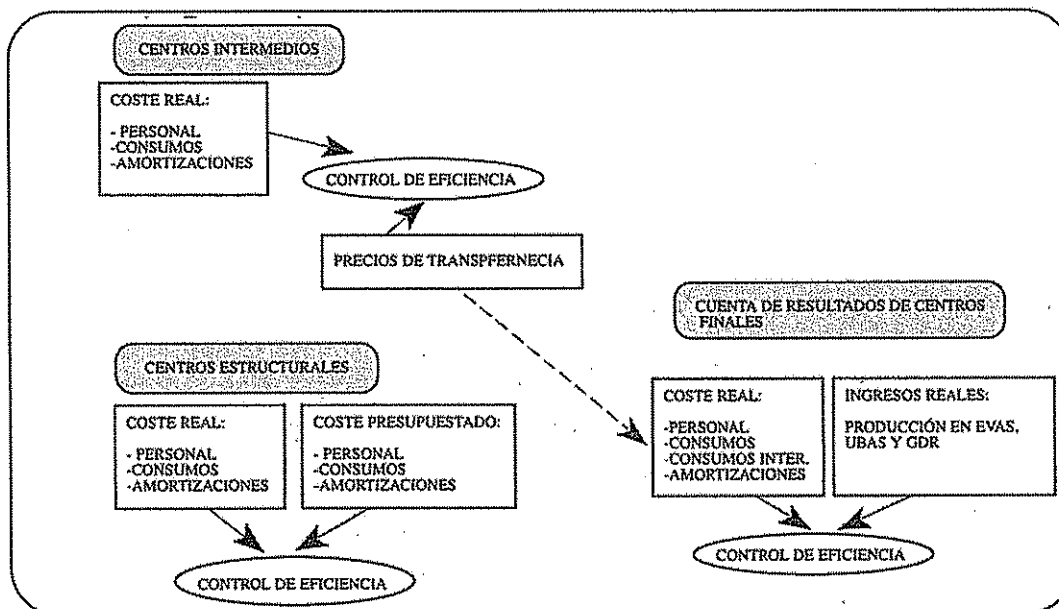 CENTROS INTERMEDIOS
COSTE REAL:
- PERSONAL
-CONSUMOS
-AMORTIZACIONES
CONTROL DE EFICIENCIA
PRECIOS DE TRANSPFERNECIA
CUENTA DE RESULTADOS DE CENTROS
FINALES
CENTROS ESTRUCTURALES
COSTE REAL:
- PERSONAL
-CONSUMOS
-AMORTIZACIONES
COSTE PRESUPUESTADO:
- PERSONAL
-CONSUMOS
-AMORTIZACIONES
CONTROL DE EFICIENCIA
COSTE REAL:
-PERSONAL
-CONSUMOS
-CONSUMOS INTER.
-AMORTIZACIONES
INGRESOS REALES:
PRODUCCIÓN EN EVAS,
UBAS Y GDR
CONTROL DE EFICIENCIA